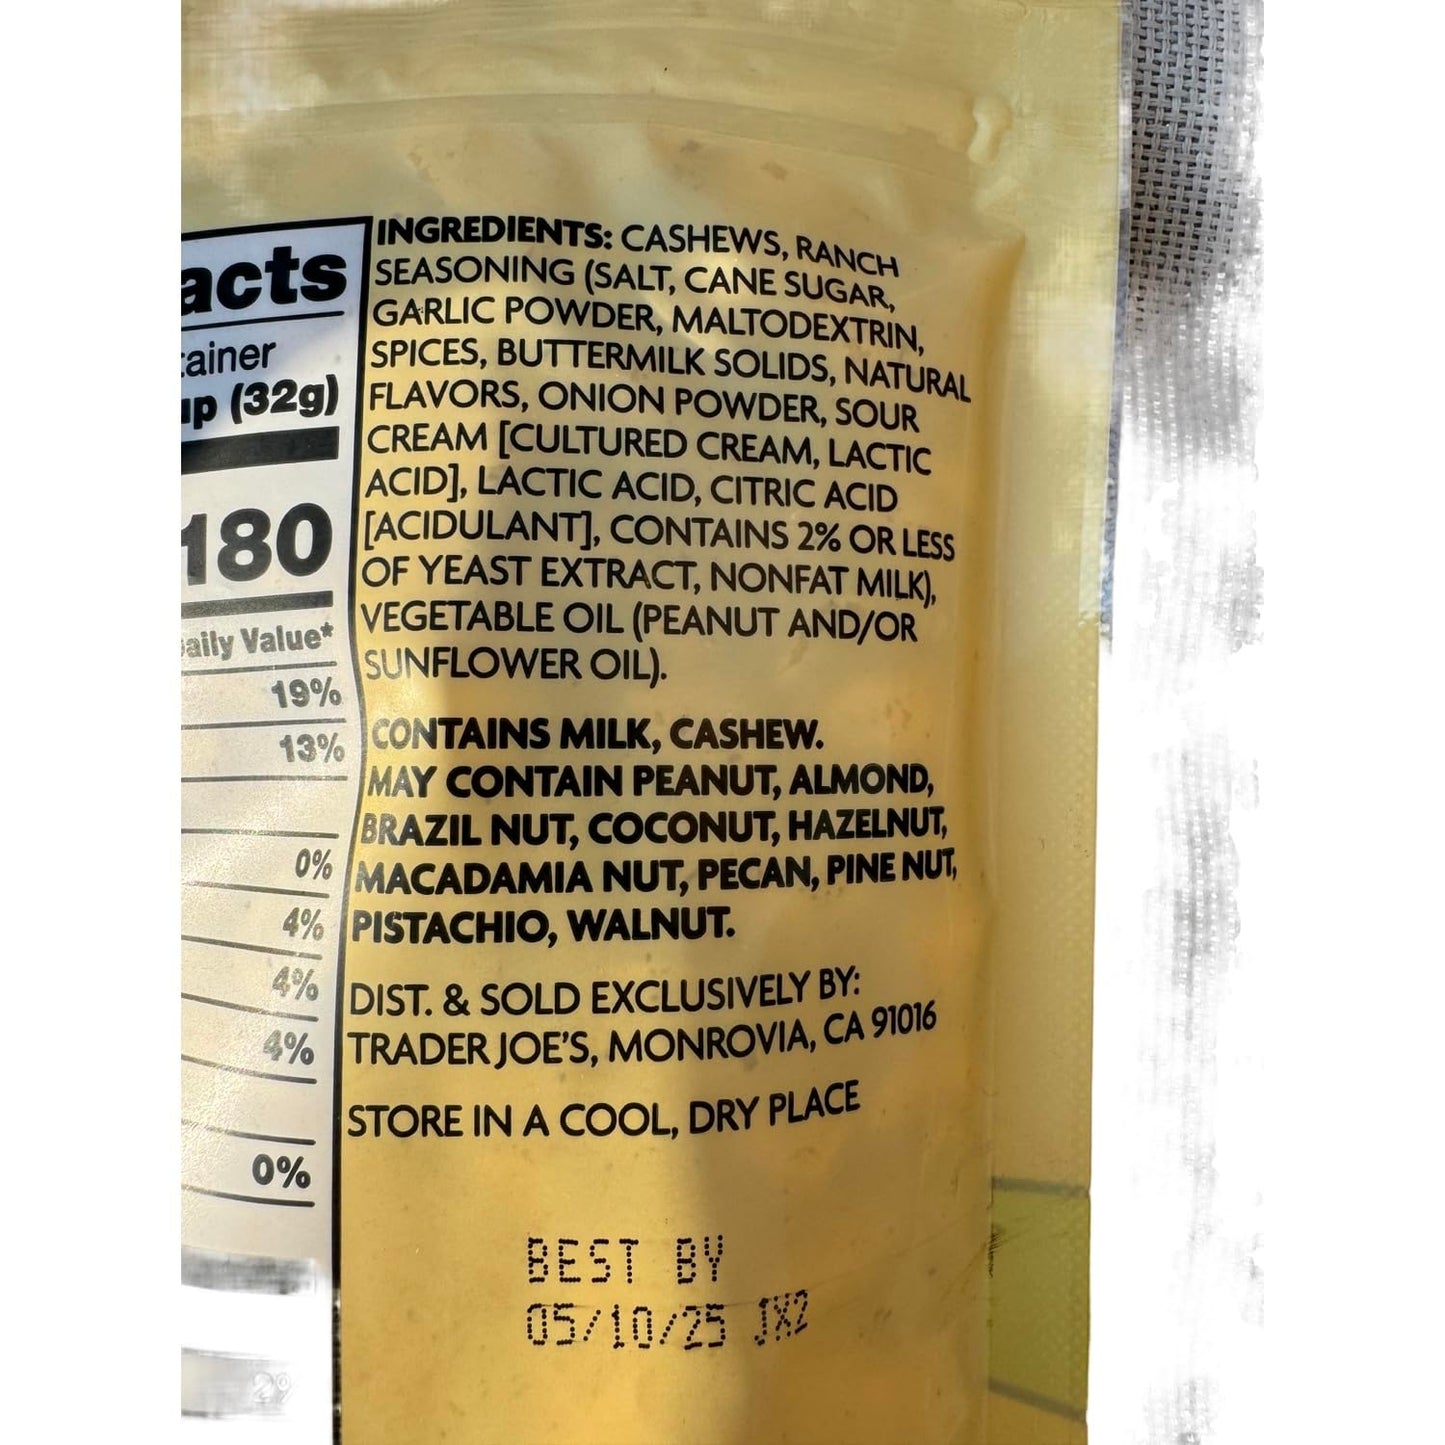 acts
tainer
up (32g)
180
aily Value*
19%
13%
0%
4%
4%
4%
0%
INGREDIENTS: CASHEWS, RANCH
SEASONING (SALT, CANE SUGAR,
GARLIC POWDER, MALTODEXTRIN,
SPICES, BUTTERMILK SOLIDS, NATURAL
FLAVORS, ONION POWDER, SOUR
CREAM [CULTURED CREAM, LACTIC
ACID], LACTIC ACID, CITRIC ACID
[ACIDULANT], CONTAINS 2% OR LESS
OF YEAST EXTRACT, NONFAT MILK),
VEGETABLE OIL (PEANUT AND/OR
SUNFLOWER OIL).
CONTAINS MILK, CASHEW.
MAY CONTAIN PEANUT, ALMOND,
BRAZIL NUT, COCONUT, HAZELNUT,
MACADAMIA NUT, PECAN, PINE NUT,
PISTACHIO, WALNUT.
DIST. & SOLD EXCLUSIVELY BY:
TRADER JOE'S, MONROVIA, CA 91016
STORE IN A COOL, DRY PLACE
BEST BY
05/10/25 JX2